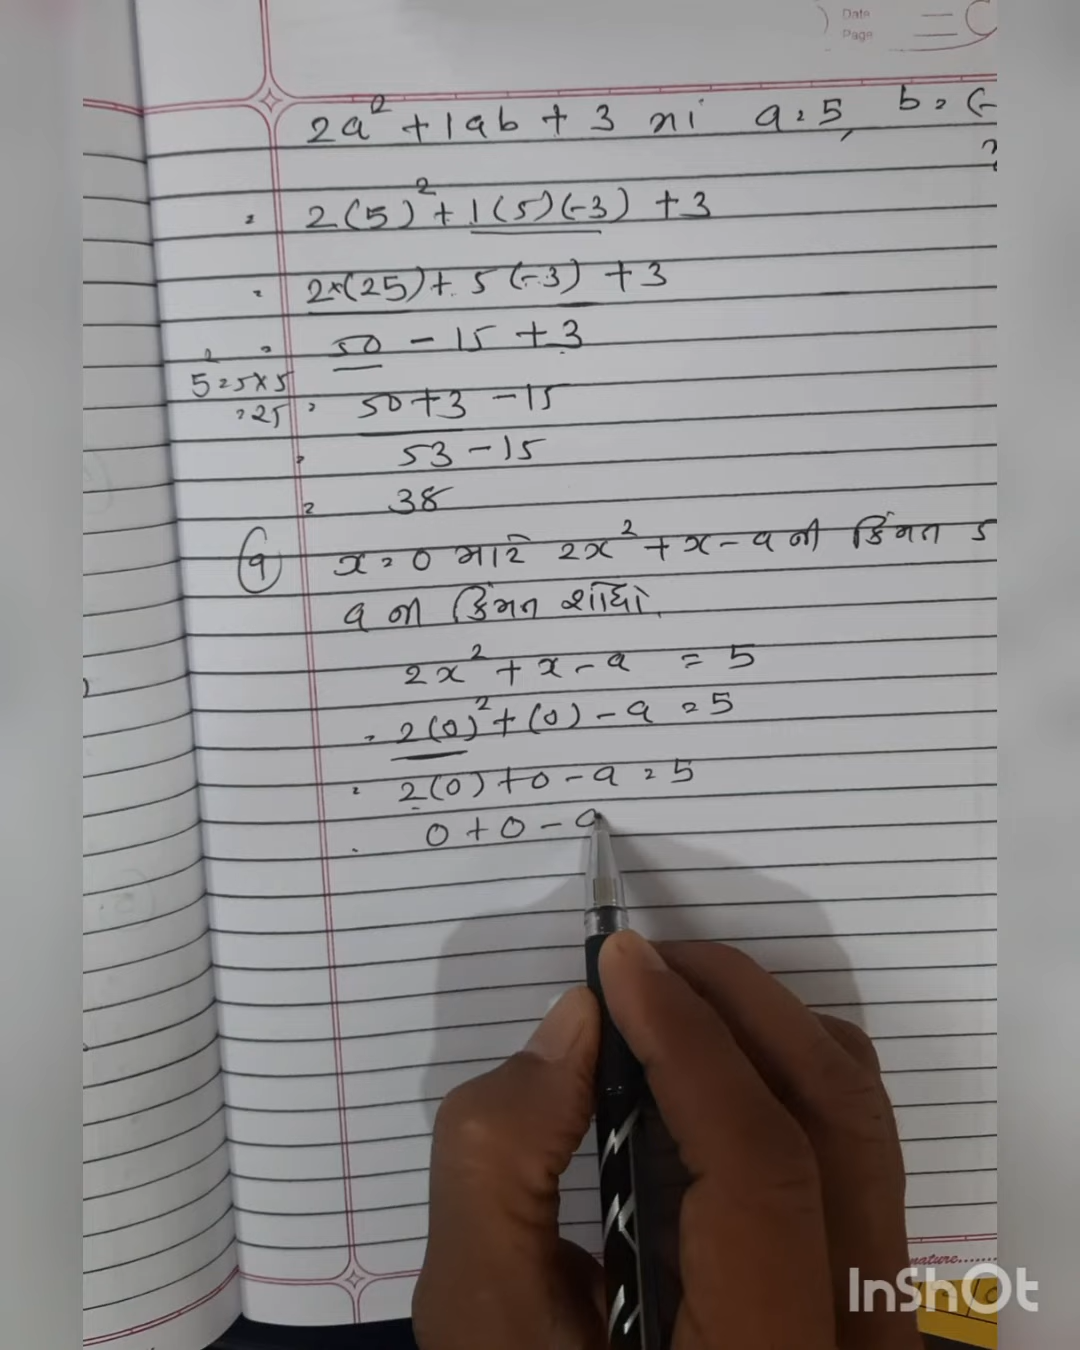 Date
Page
2a² + 1ab + 3 માં a = 5, b = (-
= 2(5)² + 1(5)(-3) + 3
= 2×(25) + 5(-3) + 3
= 50 - 15 + 3
5² = 5×5
= 25
= 50+3 - 15
= 53 - 15
= 38
9 x = 0 માટે 2x² + x - a ની કિંમત 5
a ની કિંમત શોધો.
2x² + x - a = 5
= 2(0)² + (0) - a = 5
= 2(0) + 0 - a = 5
0 + 0 - a
nature......
InShOt